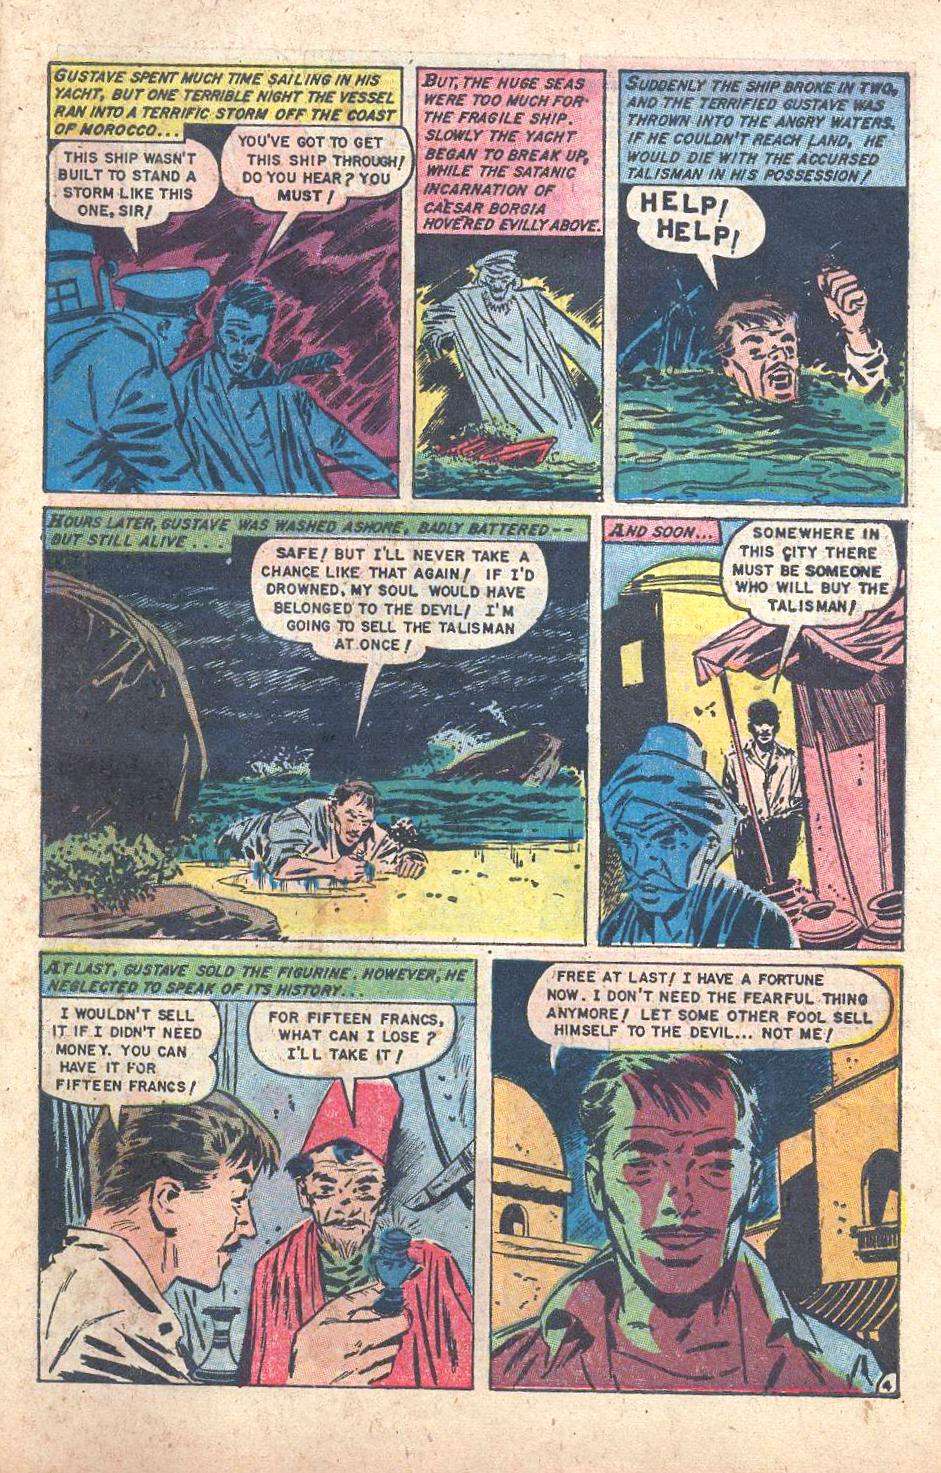 GUSTAVE SPENT MUCH TIME SAILING IN HIS
YACHT, BUT ONE TERRIBLE NIGHT THE VESSEL
RAN INTO A TERRIFIC STORM OFF THE COAST
OF MOROCCO...
THIS SHIP WASN'T
BUILT TO STAND A
STORM LIKE THIS
ONE, SIR!
YOU'VE GOT TO GET
THIS SHIP THROUGH!
DO YOU HEAR? YOU
MUST!
BUT, THE HUGE SEAS
WERE TOO MUCH FOR
THE FRAGILE SHIP.
SLOWLY THE YACHT
BEGAN TO BREAK UP,
WHILE THE SATANIC
INCARNATION OF
CAESAR BORGIA
HOVERED EVILLY ABOVE.
SUDDENLY THE SHIP BROKE IN TWO,
AND THE TERRIFIED GUSTAVE WAS
THROWN INTO THE ANGRY WATERS.
IF HE COULDN'T REACH LAND, HE
WOULD DIE WITH THE ACCURSED
TALISMAN IN HIS POSSESSION!
HELP!
HELP!
HOURS LATER, GUSTAVE WAS WASHED ASHORE, BADLY BATTERED--
BUT STILL ALIVE....
SAFE! BUT I'LL NEVER TAKE A
CHANCE LIKE THAT AGAIN! IF I'D
DROWNED, MY SOUL WOULD HAVE
BELONGED TO THE DEVIL! I'M
GOING TO SELL THE TALISMAN
AT ONCE!
AND SOON...
SOMEWHERE IN
THIS CITY THERE
MUST BE SOMEONE
WHO WILL BUY THE
TALISMAN!
AT LAST, GUSTAVE SOLD THE FIGURINE. HOWEVER, HE
NEGLECTED TO SPEAK OF ITS HISTORY...
I WOULDN'T SELL
IT IF I DIDN'T NEED
MONEY. YOU CAN
HAVE IT FOR
FIFTEEN FRANCS!
FOR FIFTEEN FRANCS,
WHAT CAN I LOSE?
I'LL TAKE IT!
FREE AT LAST! I HAVE A FORTUNE
NOW. I DON'T NEED THE FEARFUL THING
ANYMORE! LET SOME OTHER FOOL SELL
HIMSELF TO THE DEVIL... NOT ME!
4